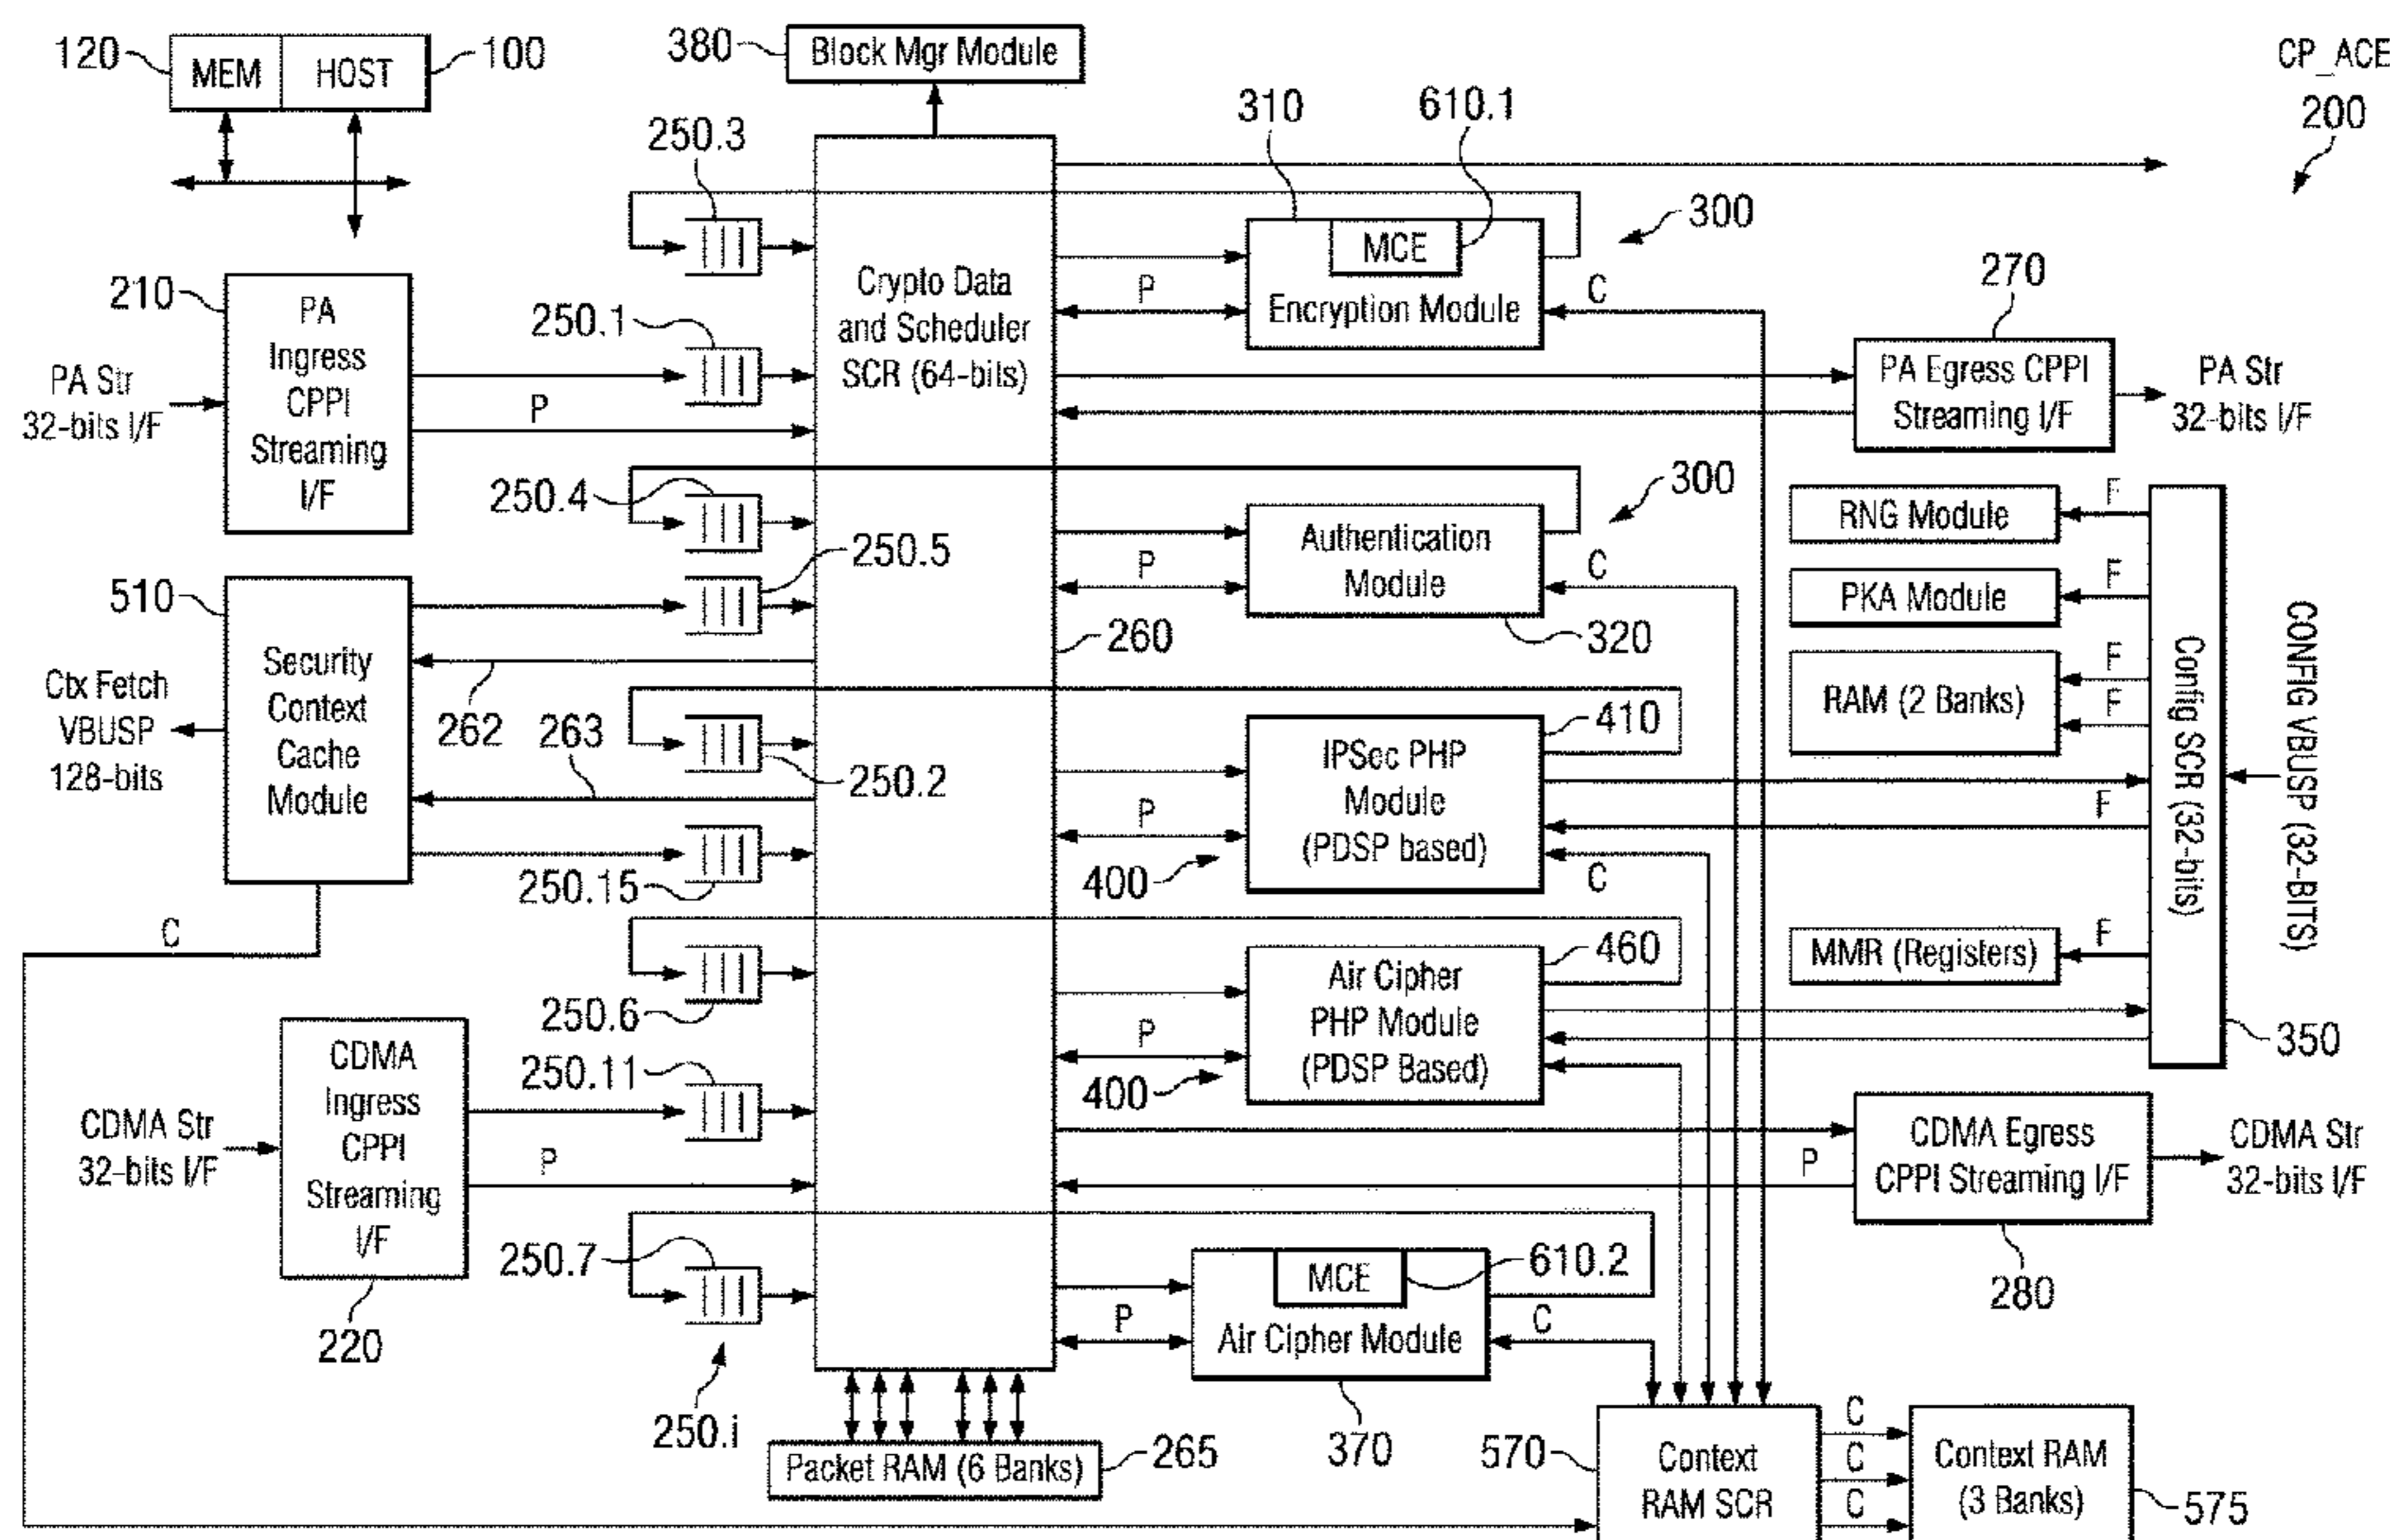 120
MEM
HOST
100
380
Block Mgr Module
CP_ACE
200
250.3
310
610.1
300
MCE
Encryption Module
P
C
Crypto Data
and Scheduler
SCR (64-bits)
210
PA
Ingress
CPPI
Streaming
I/F
PA Str
32-bits I/F
250.1
P
270
PA Egress CPPI
Streaming I/F
PA Str
32-bits I/F
250.4
300
Authentication
Module
P
C
320
RNG Module
F
PKA Module
F
RAM (2 Banks)
F
F
MMR (Registers)
F
Config SCR (32-bits)
CONFIG VBUSP (32-BITS)
350
510
250.5
Security
Context
Cache
Module
Ctx Fetch
VBUSP
128-bits
260
262
263
250.2
410
IPSec PHP
Module
(PDSP based)
P
400
F
C
250.15
C
250.6
460
Air Cipher
PHP Module
(PDSP Based)
P
400
CDMA
Ingress
CPPI
Streaming
I/F
CDMA Str
32-bits I/F
220
250.11
P
CDMA Egress
CPPI Streaming I/F
P
CDMA Str
32-bits I/F
280
250.7
250.i
MCE
610.2
Air Cipher Module
P
C
370
Packet RAM (6 Banks)
265
570
Context
RAM SCR
C
C
C
Context RAM
(3 Banks)
575